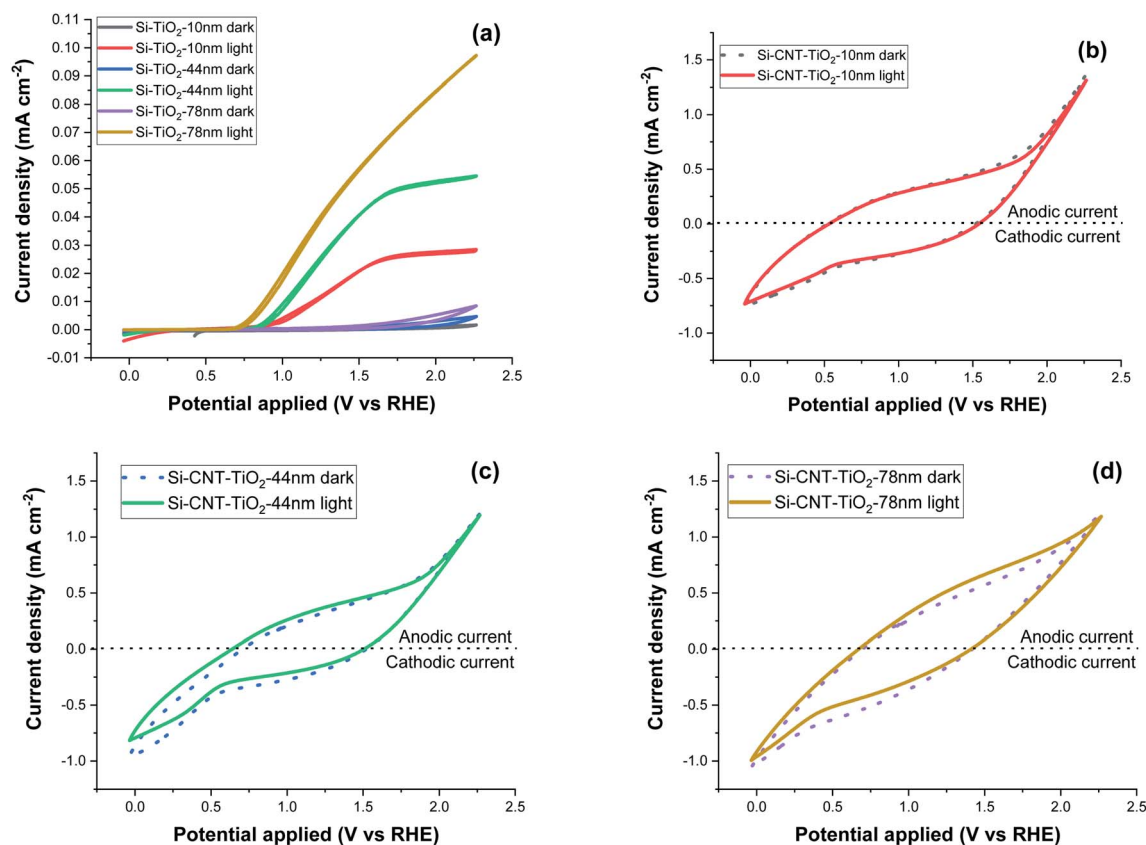 (a)
Si-TiO₂-10nm dark
Si-TiO₂-10nm light
Si-TiO₂-44nm dark
Si-TiO₂-44nm light
Si-TiO₂-78nm dark
Si-TiO₂-78nm light
Current density (mA cm⁻²)
0.11
0.10
0.09
0.08
0.07
0.06
0.05
0.04
0.03
0.02
0.01
0.00
-0.01
0.0 0.5 1.0 1.5 2.0 2.5
Potential applied (V vs RHE)
(b)
Si-CNT-TiO₂-10nm dark
Si-CNT-TiO₂-10nm light
Current density (mA cm⁻²)
1.5
1.0
0.5
0.0
-0.5
-1.0
Anodic current
Cathodic current
0.0 0.5 1.0 1.5 2.0 2.5
Potential applied (V vs RHE)
(c)
Si-CNT-TiO₂-44nm dark
Si-CNT-TiO₂-44nm light
Current density (mA cm⁻²)
1.5
1.0
0.5
0.0
-0.5
-1.0
Anodic current
Cathodic current
0.0 0.5 1.0 1.5 2.0 2.5
Potential applied (V vs RHE)
(d)
Si-CNT-TiO₂-78nm dark
Si-CNT-TiO₂-78nm light
Current density (mA cm⁻²)
1.5
1.0
0.5
0.0
-0.5
-1.0
Anodic current
Cathodic current
0.0 0.5 1.0 1.5 2.0 2.5
Potential applied (V vs RHE)